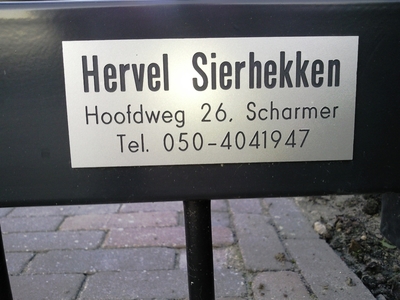 Hervel Sierhekken
Hoofdweg 26, Scharmer
Tel. 050-4041947